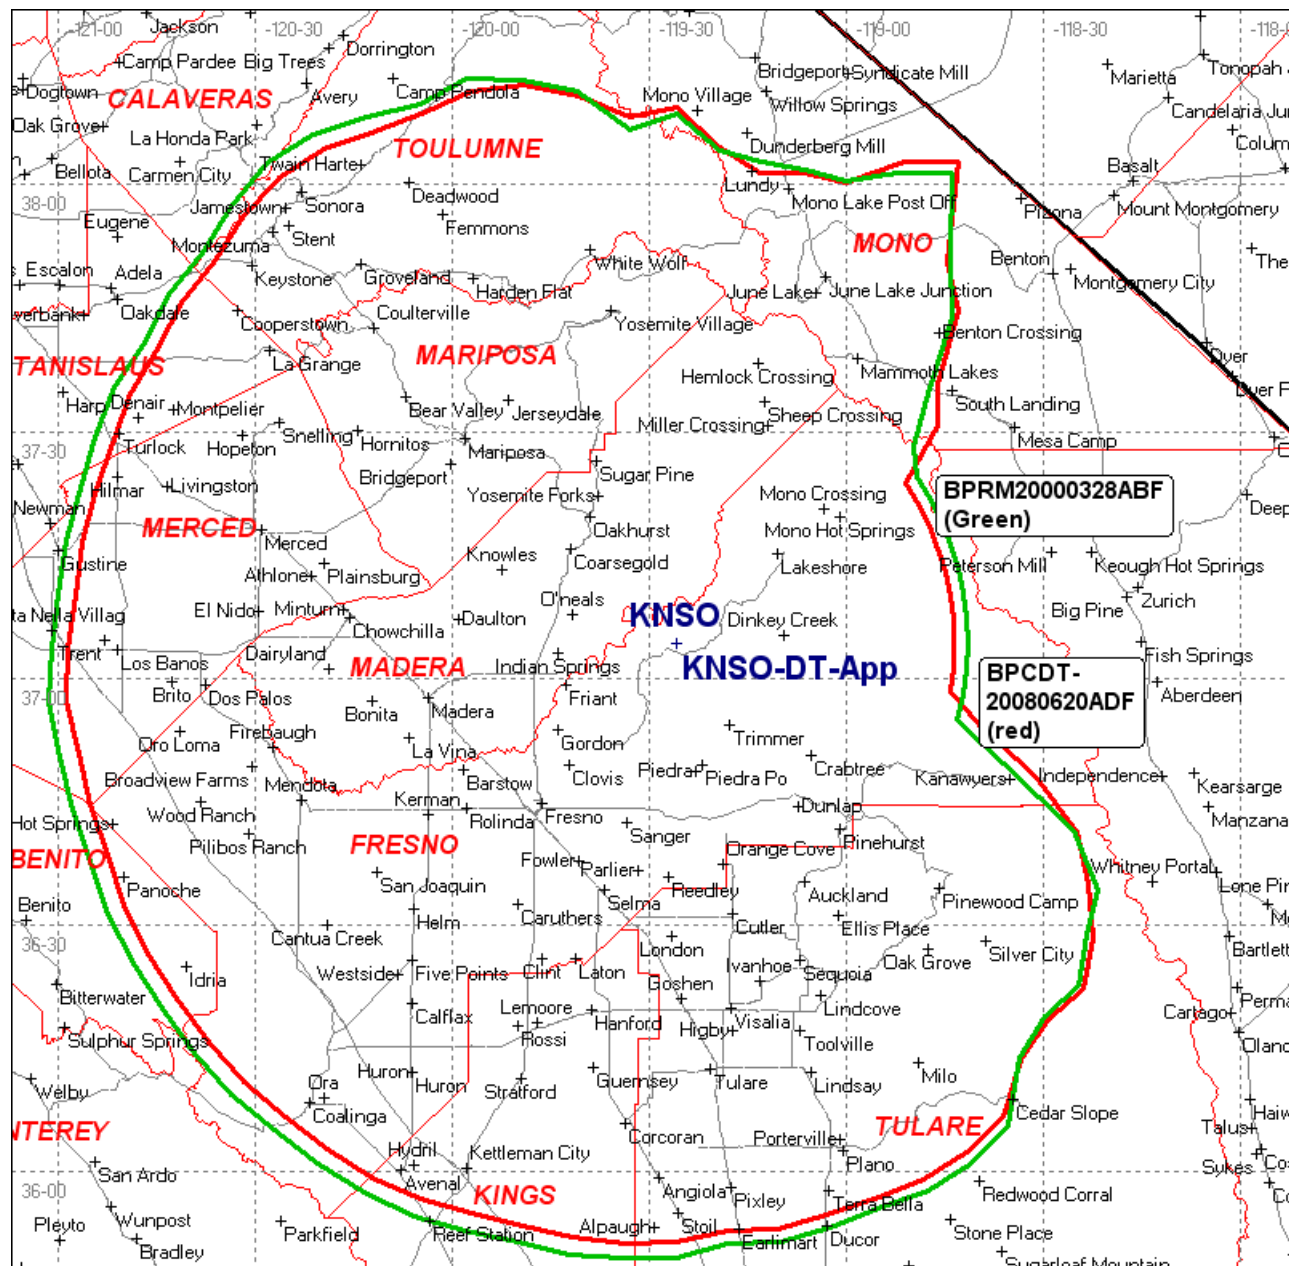 -121-00 -120-30 -120-00 -119-30 -119-00 -118-30 -118-0
Jackson
Dorrington
Camp Pardee Big Trees
Bridgeport Syndicate Mill
Marietta
Tonopah J
Dogtown
CALAVERAS
Avery
Camp Pendola
Mono Village
Willow Springs
Candelaria Jun
Oak Grove
La Honda Park
TOULUMNE
Dunderberg Mill
Colum
Bellota
Carmen City
Twain Harte
Deadwood
Lundy
Basalt
38-00
Eugene
Jamestown
Sonora
Mono Lake Post Off
Pizona
Mount Montgomery
Montezuma
Stent
Femmons
MONO
s Escalon
Adela
Keystone
Groveland
Harden Flat
White Wolf
Benton
The
verbank
Oakdale
Cooperstown
Coulterville
Yosemite Village
June Lake
June Lake Junction
Montgomery City
TANISLAUS
La Grange
MARIPOSA
Hemlock Crossing
Mammoth Lakes
Benton Crossing
Oyer
Harp
Denair
Montpelier
Bear Valley
Jerseydale
Sheep Crossing
South Landing
37-30
Turlock
Hopeton
Snelling
Hornitos
Mariposa
Miller Crossing
Mesa Camp
Hilmar
Livingston
Bridgeport
Sugar Pine
Yosemite Forks
Mono Crossing
BPRM20000328ABF
(Green)
Newman
MERCED
Merced
Oakhurst
Mono Hot Springs
Deep
Gustine
Athlone
Plainsburg
Knowles
Coarsegold
Lakeshore
Peterson Mill
Keough Hot Springs
ta Nella Villag
El Nido
Minturn
Chowchilla
Daulton
O'neals
KNSO
Dinkey Creek
Big Pine
Zurich
Trent
Los Banos
Dairyland
MADERA
Indian Springs
KNSO-DT-App
BPCDT-
20080620ADF
(red)
Fish Springs
37-00
Brito
Dos Palos
Bonita
Madera
Friant
Aberdeen
Oro Loma
Firebaugh
La Vina
Gordon
Trimmer
Broadview Farms
Mendota
Barstow
Clovis
Piedra
Piedra Po
Crabtree
Kanawyers
Independence
Kearsarge
Hot Springs
Wood Ranch
Kerman
Rolinda
Fresno
Sanger
Dunlap
Manzana
BENITO
Pilibos Ranch
FRESNO
Fowler
Parlier
Orange Cove
Pinehurst
Whitney Portal
Panoche
San Joaquin
Selma
Reedley
Auckland
Pinewood Camp
Lone Pin
Benito
Helm
Caruthers
Cutler
Ellis Place
36-30
Cantua Creek
London
Oak Grove
Silver City
Bartlett
Idria
Westside
Five Points
Clint
Laton
Ivanhoe
Sequoia
Bitterwater
Calflax
Lemoore
Goshen
Lindcove
Perma
Sulphur Springs
Rossi
Hanford
Higby
Visalia
Toolville
Cartago
Olanc
Welby
Ora
Huron
Huron
Stratford
Guernsey
Tulare
Lindsay
Milo
NTEREY
Coalinga
Corcoran
Porterville
TULARE
Cedar Slope
Haiw
Talus
San Ardo
Hydril
Kettleman City
Plano
Sykes
36-00
Avenal
KINGS
Angiola
Pixley
Terra Bella
Redwood Corral
Pleyto
Wunpost
Parkfield
Reef Station
Alpaugh
Stoil
Earlimart
Ducor
Stone Place
Bradley
Sugarloaf Mountain